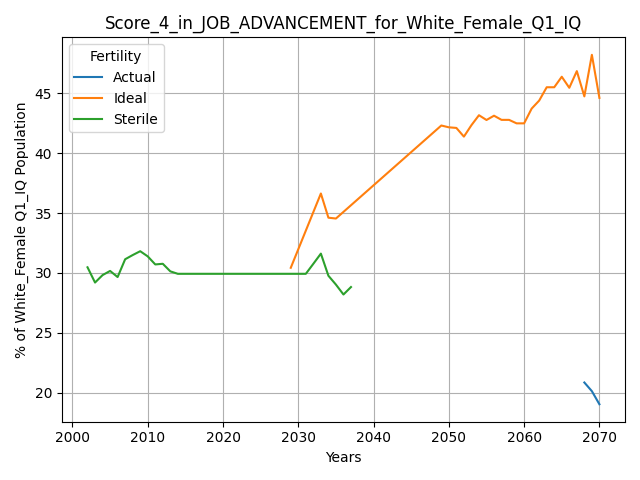 Score_4_in_JOB_ADVANCEMENT_for_White_Female_Q1_IQ
Fertility
Actual
Ideal
Sterile
% of White_Female Q1_IQ Population
45
40
35
30
25
20
2000 2010 2020 2030 2040 2050 2060 2070
Years